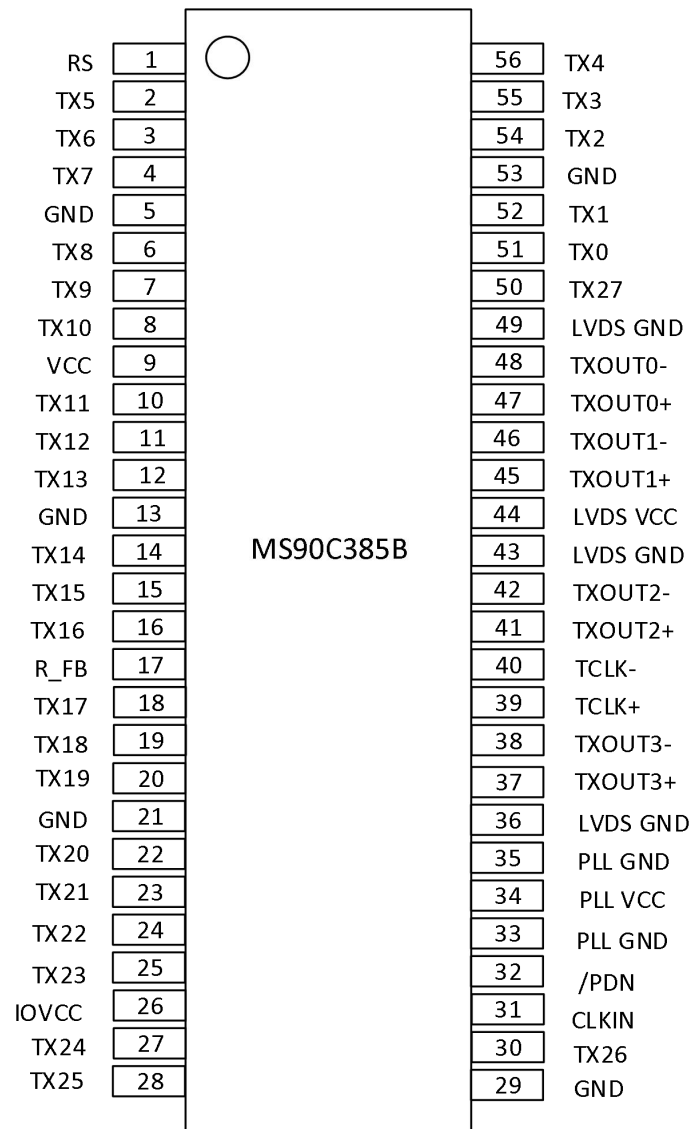 RS 1 56 TX4
TX5 2 55 TX3
TX6 3 54 TX2
TX7 4 53 GND
GND 5 52 TX1
TX8 6 51 TX0
TX9 7 50 TX27
TX10 8 49 LVDS GND
VCC 9 48 TXOUT0-
TX11 10 47 TXOUT0+
TX12 11 46 TXOUT1-
TX13 12 45 TXOUT1+
GND 13 44 LVDS VCC
TX14 14 MS90C385B 43 LVDS GND
TX15 15 42 TXOUT2-
TX16 16 41 TXOUT2+
R_FB 17 40 TCLK-
TX17 18 39 TCLK+
TX18 19 38 TXOUT3-
TX19 20 37 TXOUT3+
GND 21 36 LVDS GND
TX20 22 35 PLL GND
TX21 23 34 PLL VCC
TX22 24 33 PLL GND
TX23 25 32 /PDN
IOVCC 26 31 CLKIN
TX24 27 30 TX26
TX25 28 29 GND